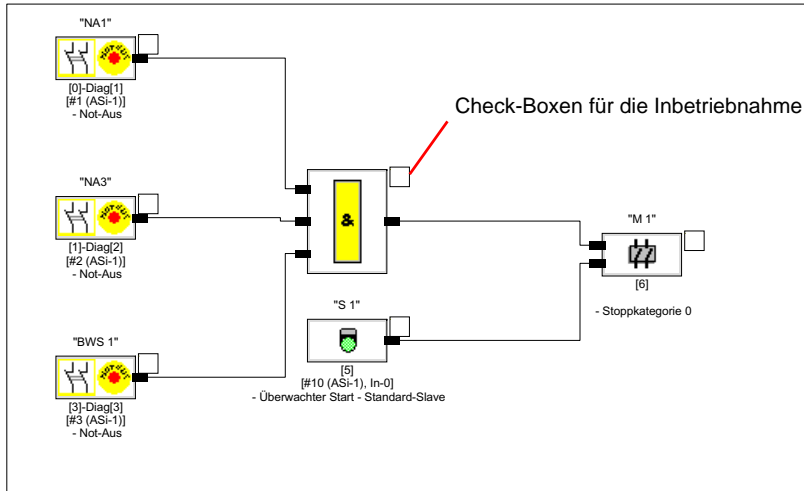 "NA1"
[0]-Diag[1]
[#1 (ASi-1)]
- Not-Aus
Check-Boxen für die Inbetriebnahme
"NA3"
[1]-Diag[2]
[#2 (ASi-1)]
- Not-Aus
&
"M 1"
[6]
- Stoppkategorie 0
"S 1"
[5]
[#10 (ASi-1), In-0]
- Überwachter Start - Standard-Slave
"BWS 1"
[3]-Diag[3]
[#3 (ASi-1)]
- Not-Aus